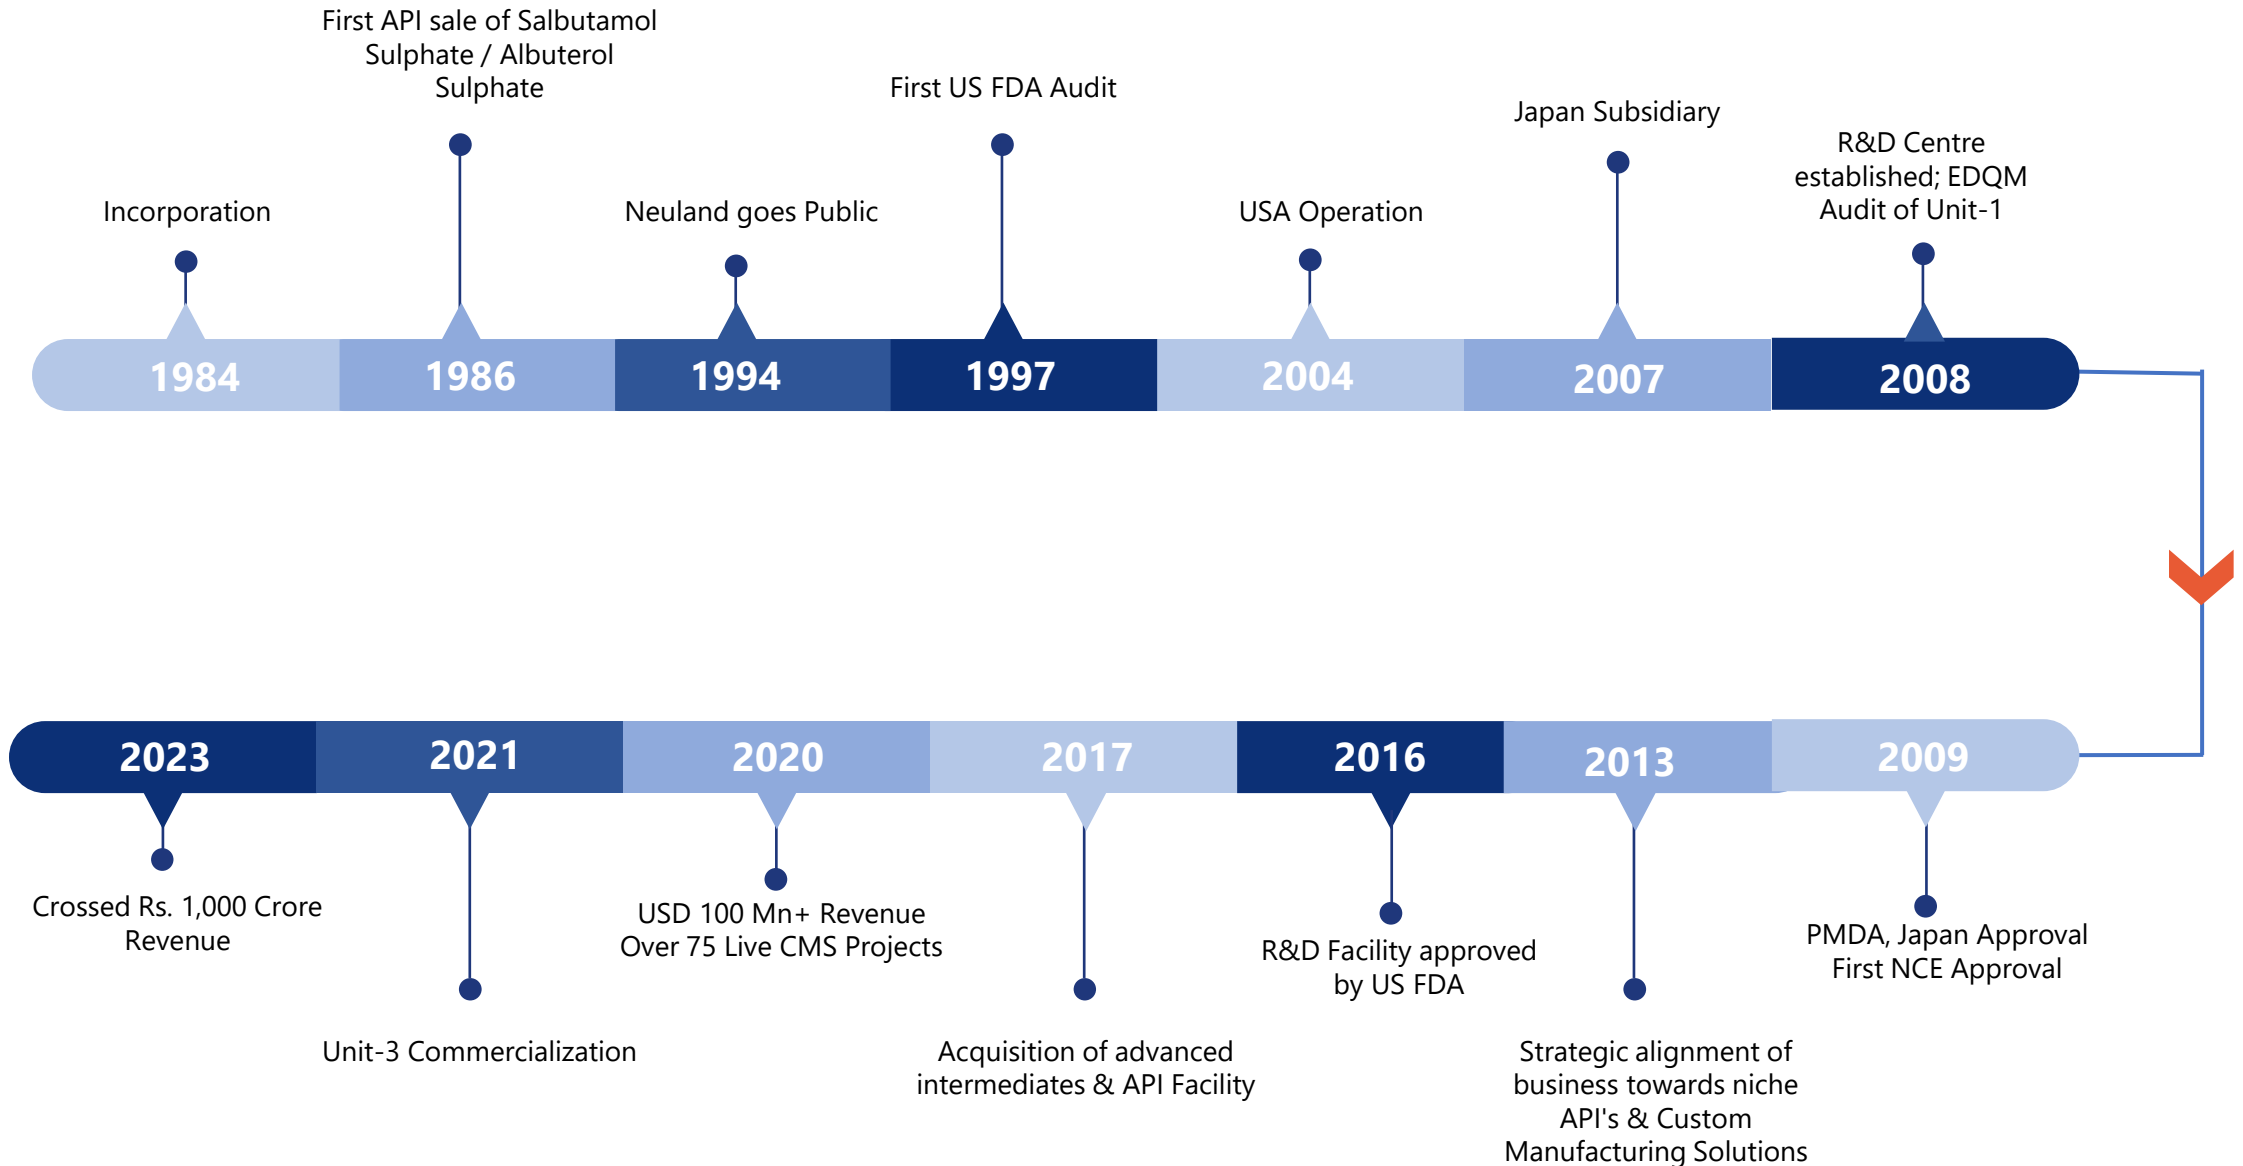 First API sale of Salbutamol
Sulphate / Albuterol
Sulphate
First US FDA Audit
Japan Subsidiary
R&D Centre
established; EDQM
Audit of Unit-1
Incorporation
Neuland goes Public
USA Operation
1984
1986
1994
1997
2004
2007
2008
2023
2021
2020
2017
2016
2013
2009
Crossed Rs. 1,000 Crore
Revenue
USD 100 Mn+ Revenue
Over 75 Live CMS Projects
R&D Facility approved
by US FDA
PMDA, Japan Approval
First NCE Approval
Unit-3 Commercialization
Acquisition of advanced
intermediates & API Facility
Strategic alignment of
business towards niche
API's & Custom
Manufacturing Solutions